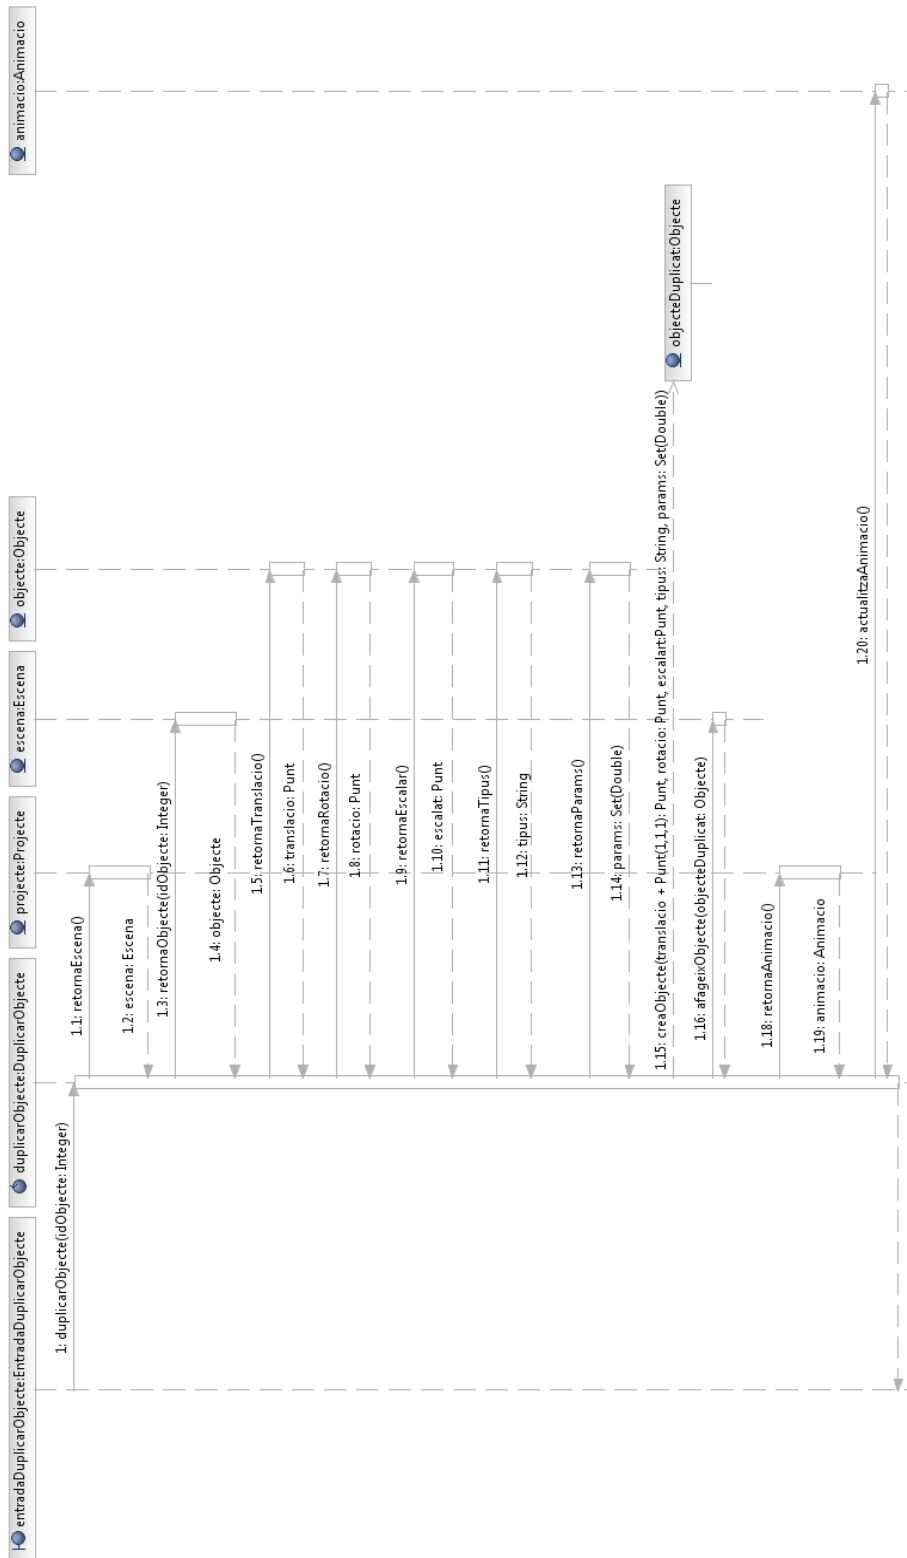 entradaDuplicarObjecte:EntradaDuplicarObjecte
duplicarObjecte:DuplicarObjecte
projecte:Projecte
escena:Escena
objecte:Objecte
animacio:Animacio
1: duplicarObjecte(idObjecte: Integer)
1.1: retornaEscena()
1.2: escena: Escena
1.3: retornaObjecte(idObjecte: Integer)
1.4: objecte: Objecte
1.5: retornaTranslacio()
1.6: translacio: Punt
1.7: retornaRotacio()
1.8: rotacio: Punt
1.9: retornaEscalar()
1.10: escalat: Punt
1.11: retornaTipus()
1.12: tipus: String
1.13: retornaParams()
1.14: params: Set(Double)
1.15: creaObjecte(translacio + Punt(1,1,1): Punt, rotacio: Punt, escalart:Punt, tipus: String, params: Set(Double))
objecteDuplicat:Objecte
1.16: afageixObjecte(objecteDuplicat: Objecte)
1.18: retornaAnimacio()
1.19: animacio: Animacio
1.20: actualitzaAnimacio()